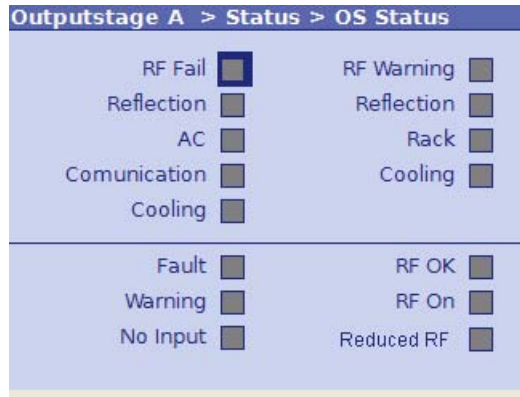 Outputstage A > Status > OS Status
RF Fail
RF Warning
Reflection
Reflection
AC
Rack
Comunication
Cooling
Cooling
Fault
RF OK
Warning
RF On
No Input
Reduced RF